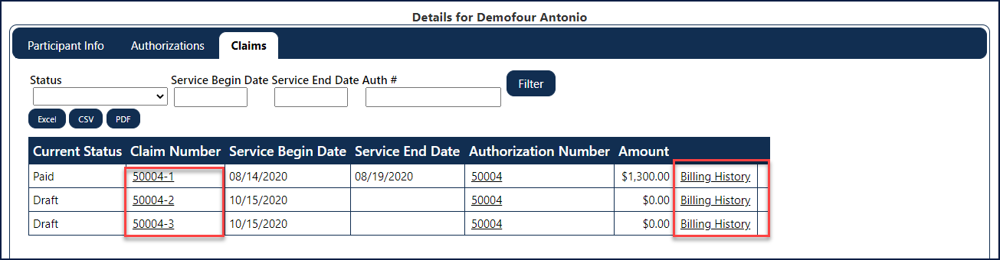 Details for Demofour Antonio
Participant Info Authorizations Claims
Status Service Begin Date Service End Date Auth #
Filter
Excel CSV PDF
Current Status Claim Number Service Begin Date Service End Date Authorization Number Amount
Paid 50004-1 08/14/2020 08/19/2020 50004 $1,300.00 Billing History
Draft 50004-2 10/15/2020 50004 $0.00 Billing History
Draft 50004-3 10/15/2020 50004 $0.00 Billing History